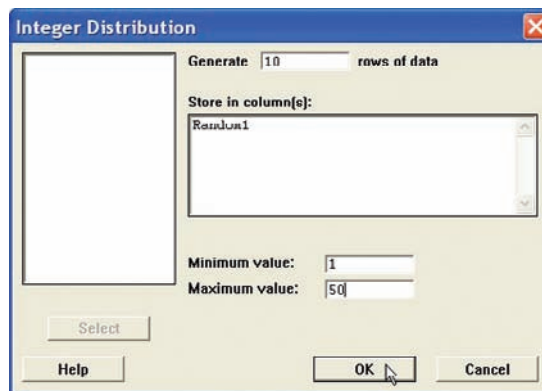 Integer Distribution
Generate 10 rows of data
Store in column(s):
Random1
Minimum value: 1
Maximum value: 50
Select
Help OK Cancel